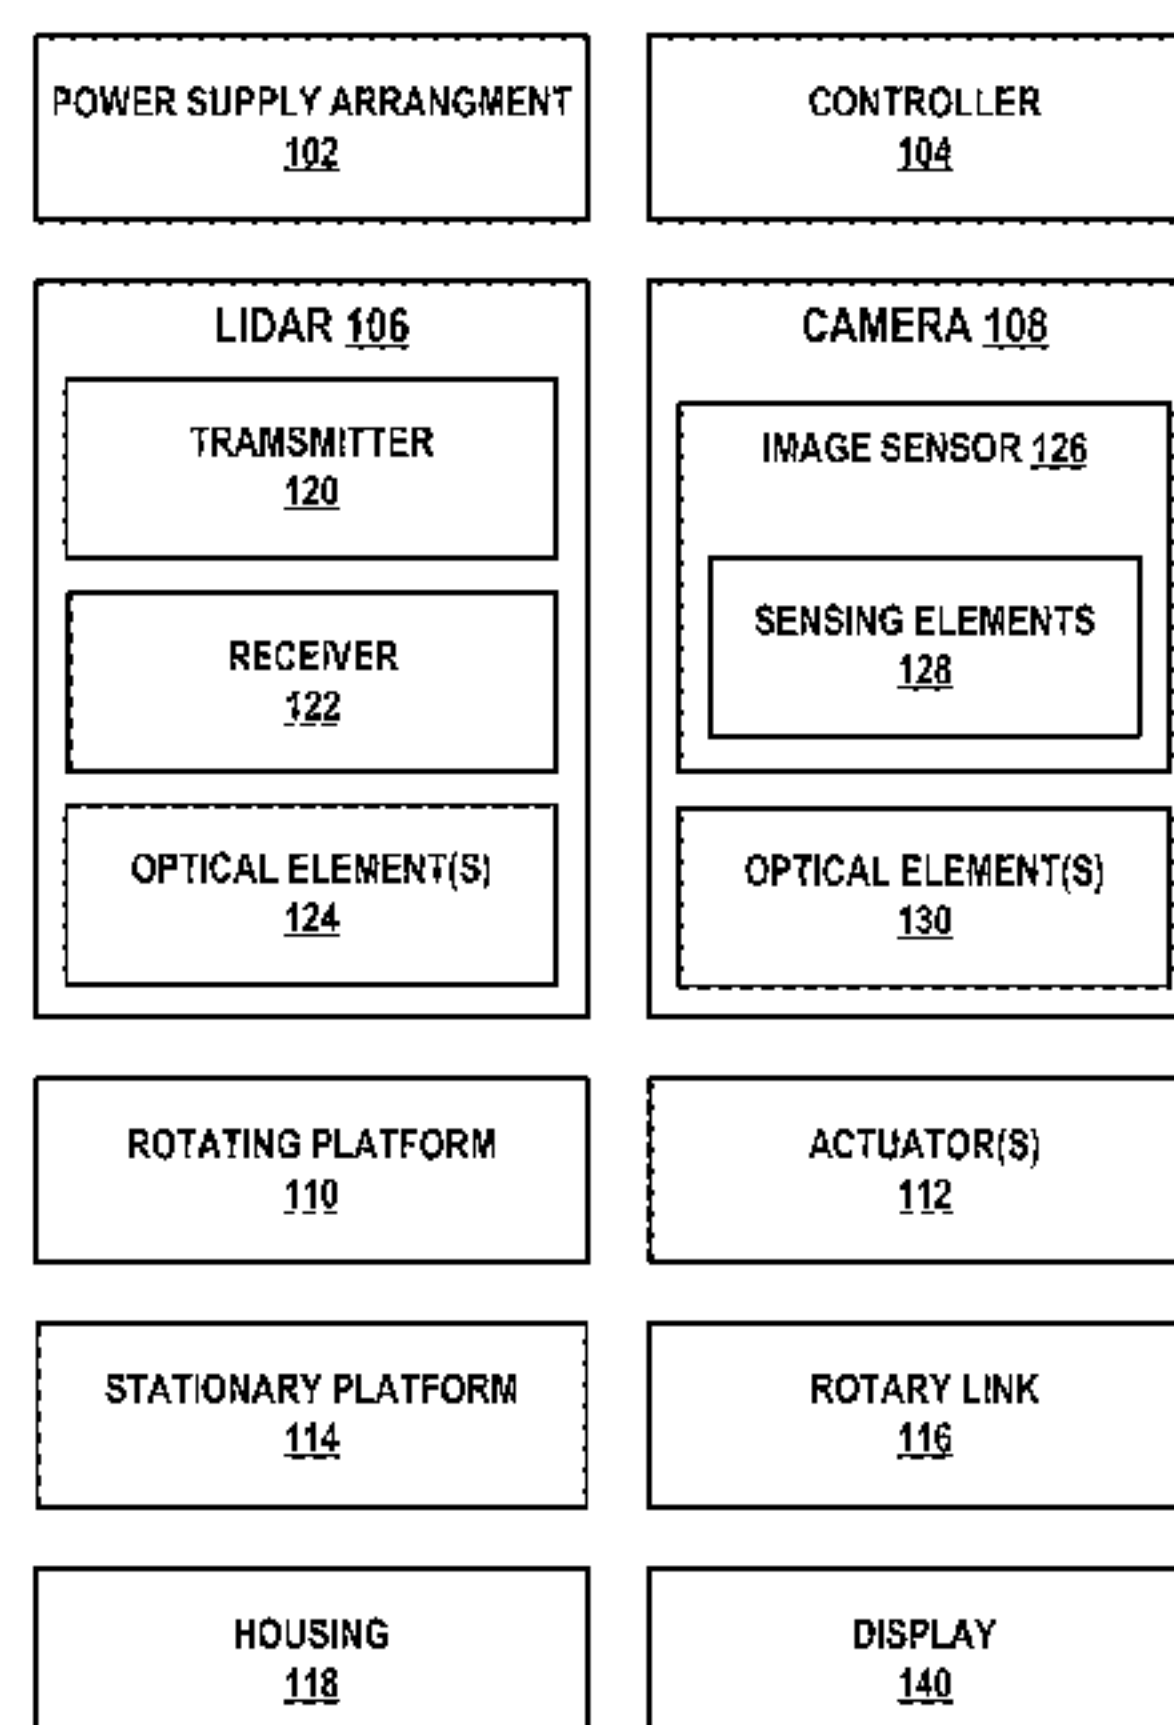 POWER SUPPLY ARRANGMENT
102
CONTROLLER
104
LIDAR 106
TRAMSMITTER
120
RECEIVER
122
OPTICAL ELEMENT(S)
124
CAMERA 108
IMAGE SENSOR 126
SENSING ELEMENTS
128
OPTICAL ELEMENT(S)
130
ROTATING PLATFORM
110
ACTUATOR(S)
112
STATIONARY PLATFORM
114
ROTARY LINK
116
HOUSING
118
DISPLAY
140